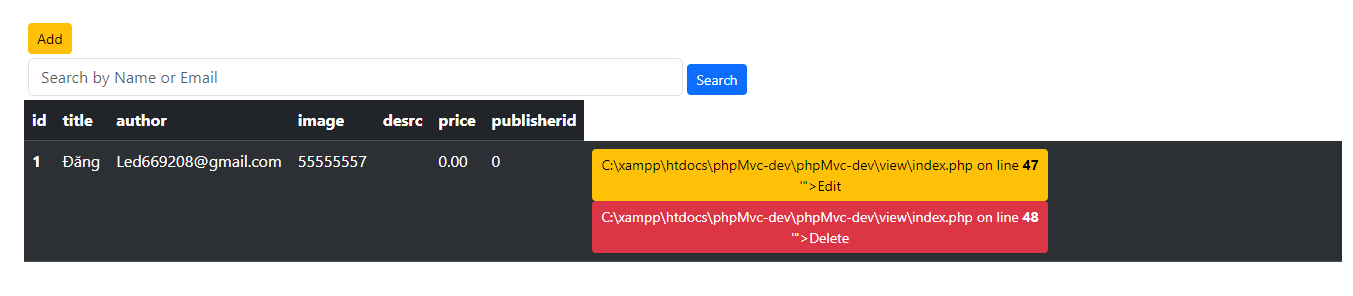 Add
Search by Name or Email Search
id title author image desrc price publisherid
1 Đăng Led669208@gmail.com 55555557 0.00 0
C:\xampp\htdocs\phpMvc-dev\phpMvc-dev\view\index.php on line 47
'">Edit
C:\xampp\htdocs\phpMvc-dev\phpMvc-dev\view\index.php on line 48
'">Delete